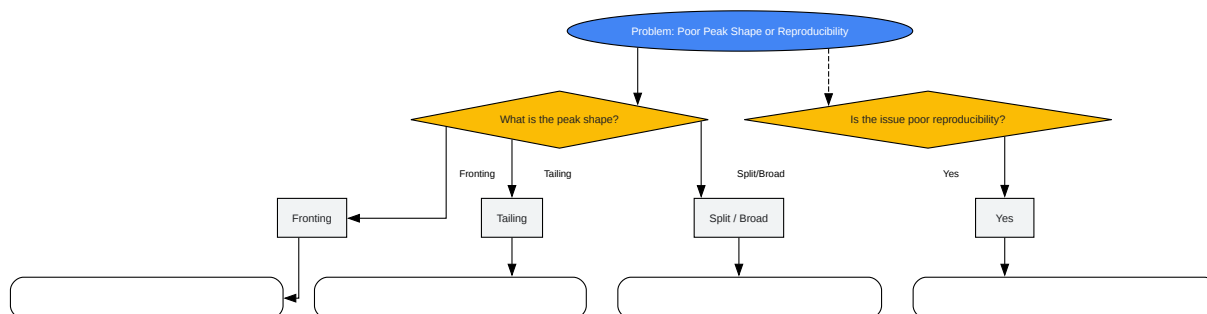 Problem: Poor Peak Shape or Reproducibility
What is the peak shape?
Is the issue poor reproducibility?
Fronting
Tailing
Split/Broad
Yes
Fronting
Tailing
Split / Broad
Yes